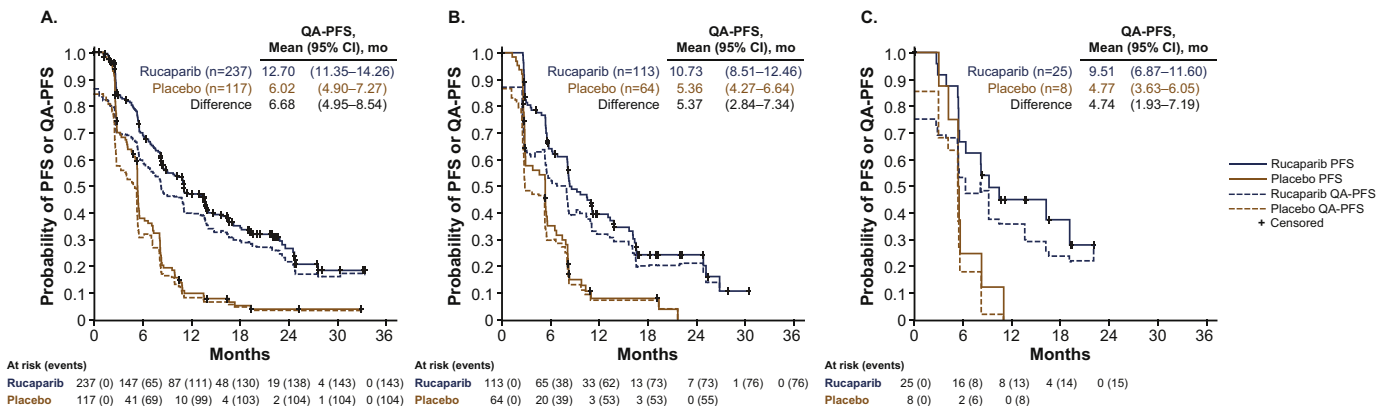 A.
QA-PFS,
Mean (95% CI), mo
Rucaparib (n=237) 12.70 (11.35–14.26)
Placebo (n=117) 6.02 (4.90–7.27)
Difference 6.68 (4.95–8.54)
Probability of PFS or QA-PFS
1.0
0.9
0.8
0.7
0.6
0.5
0.4
0.3
0.2
0.1
0
0 6 12 18 24 30 36
Months
At risk (events)
Rucaparib 237 (0) 147 (65) 87 (111) 48 (130) 19 (138) 4 (143) 0 (143)
Placebo 117 (0) 41 (69) 10 (99) 4 (103) 2 (104) 1 (104) 0 (104)
B.
QA-PFS,
Mean (95% CI), mo
Rucaparib (n=113) 10.73 (8.51–12.46)
Placebo (n=64) 5.36 (4.27–6.64)
Difference 5.37 (2.84–7.34)
Probability of PFS or QA-PFS
1.0
0.9
0.8
0.7
0.6
0.5
0.4
0.3
0.2
0.1
0
0 6 12 18 24 30 36
Months
At risk (events)
Rucaparib 113 (0) 65 (38) 33 (62) 13 (73) 7 (73) 1 (76) 0 (76)
Placebo 64 (0) 20 (39) 3 (53) 3 (53) 0 (55)
C.
QA-PFS,
Mean (95% CI), mo
Rucaparib (n=25) 9.51 (6.87–11.60)
Placebo (n=8) 4.77 (3.63–6.05)
Difference 4.74 (1.93–7.19)
Probability of PFS or QA-PFS
1.0
0.9
0.8
0.7
0.6
0.5
0.4
0.3
0.2
0.1
0
0 6 12 18 24 30 36
Months
At risk (events)
Rucaparib 25 (0) 16 (8) 8 (13) 4 (14) 0 (15)
Placebo 8 (0) 2 (6) 0 (8)
Rucaparib PFS
Placebo PFS
Rucaparib QA-PFS
Placebo QA-PFS
Censored